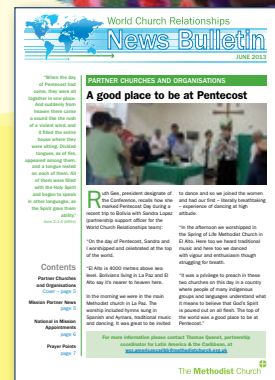 World Church Relationships
News Bulletin
JUNE 2013
"When the day
of Pentecost had
come, they were all
together in one place.
And suddenly from
heaven there came
a sound like the rush
of a violent wind, and
it filled the entire
house where they
were sitting. Divided
tongues, as of fire,
appeared among them,
and a tongue rested
on each of them. All
of them were filled
with the Holy Spirit
and began to speak
in other languages, as
the Spirit gave them
ability."
Acts 2:1-4 (NRSV)
Contents
Partner Churches
and Organisations
Cover – page 5
Mission Partner News
page 5
National in Mission
Appointments
page 6
Prayer Points
page 7
PARTNER CHURCHES AND ORGANISATIONS
A good place to be at Pentecost
Ruth Gee, president designate of
the Conference, recalls how she
marked Pentecost Day during a
recent trip to Bolivia with Sandra Lopez
(partnership support officer for the
World Church Relationships team):
"On the day of Pentecost, Sandra and
I worshipped and celebrated at the top
of the world.
"El Alto is 4000 metres above sea
level. Bolivians living in La Paz and El
Alto say it's nearer to heaven here.
In the morning we were in the main
Methodist church in La Paz. The
worship included hymns sung in
Spanish and Aymara, traditional music
and dancing. It was great to be invited
to dance and so we joined the women
and had our first – literally breathtaking
– experience of dancing at high
altitude.
"In the afternoon we worshipped in
the Spring of Life Methodist Church in
El Alto. Here too we heard traditional
music and here too we danced
with vigour and enthusiasm though
struggling for breath.
"It was a privilege to preach in these
two churches on this day in a country
where people of many indigenous
groups and languages understand what
it means to believe that God's Spirit
is poured out on all flesh. The top of
the world was a good place to be at
Pentecost."
For more information please contact Thomas Quenet, partnership
coordinator for Latin America & the Caribbean, at
wcr.americascaribb@methodistchurch.org.uk
The Methodist Church